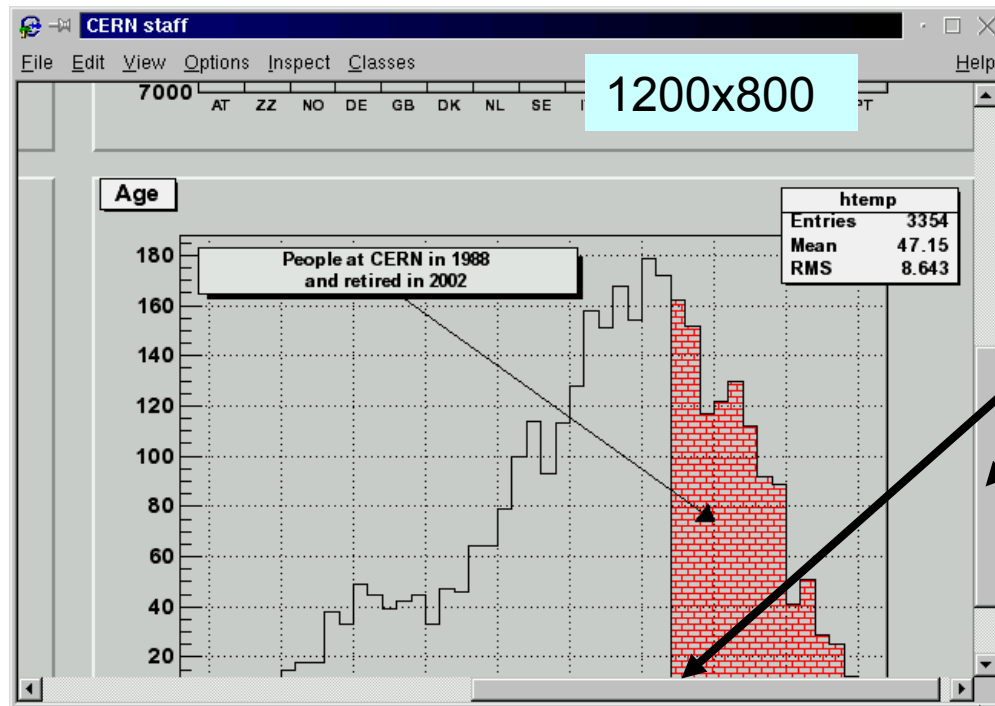 CERN staff
File Edit View Options Inspect Classes Help
1200x800
7000
AT ZZ NO DE GB DK NL SE PT
Age
htemp
Entries 3354
Mean 47.15
RMS 8.643
People at CERN in 1988
and retired in 2002
180
160
140
120
100
80
60
40
20